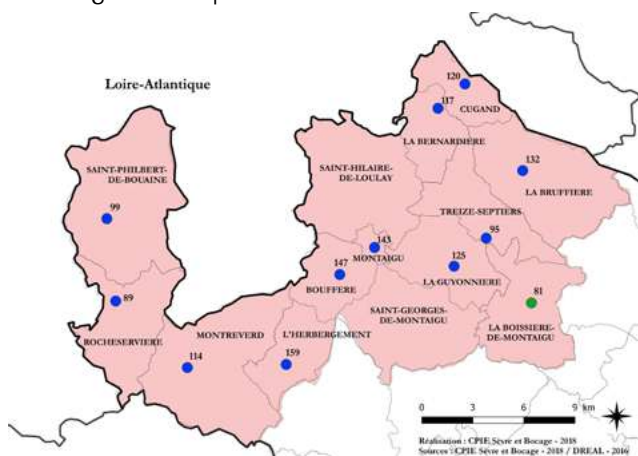 Loire-Atlantique
120
CUGAND
117
LA BERNARDIERE
SAINT-PHILBERT-
DE-BOUAINE
SAINT-HILAIRE-
DE-LOULAY
132
LA BRUFFIERE
99
TREIZE-SEPTIERS
95
143
MONTAIGU
125
147
LA GUYONNIERE
BOUFFERE
81
89
SAINT-GEORGES-
DE-MONTAIGU
LA BOISSIERE-
DE-MONTAIGU
ROCHESERVIERE
MONTREVERD
L'HERBERGEMENT
114
159
0 3 6 9 km
Réalisation : CPIE Sèvre et Bocage - 2018
Sources : CPIE Sèvre et Bocage - 2018 / DREAL - 2016